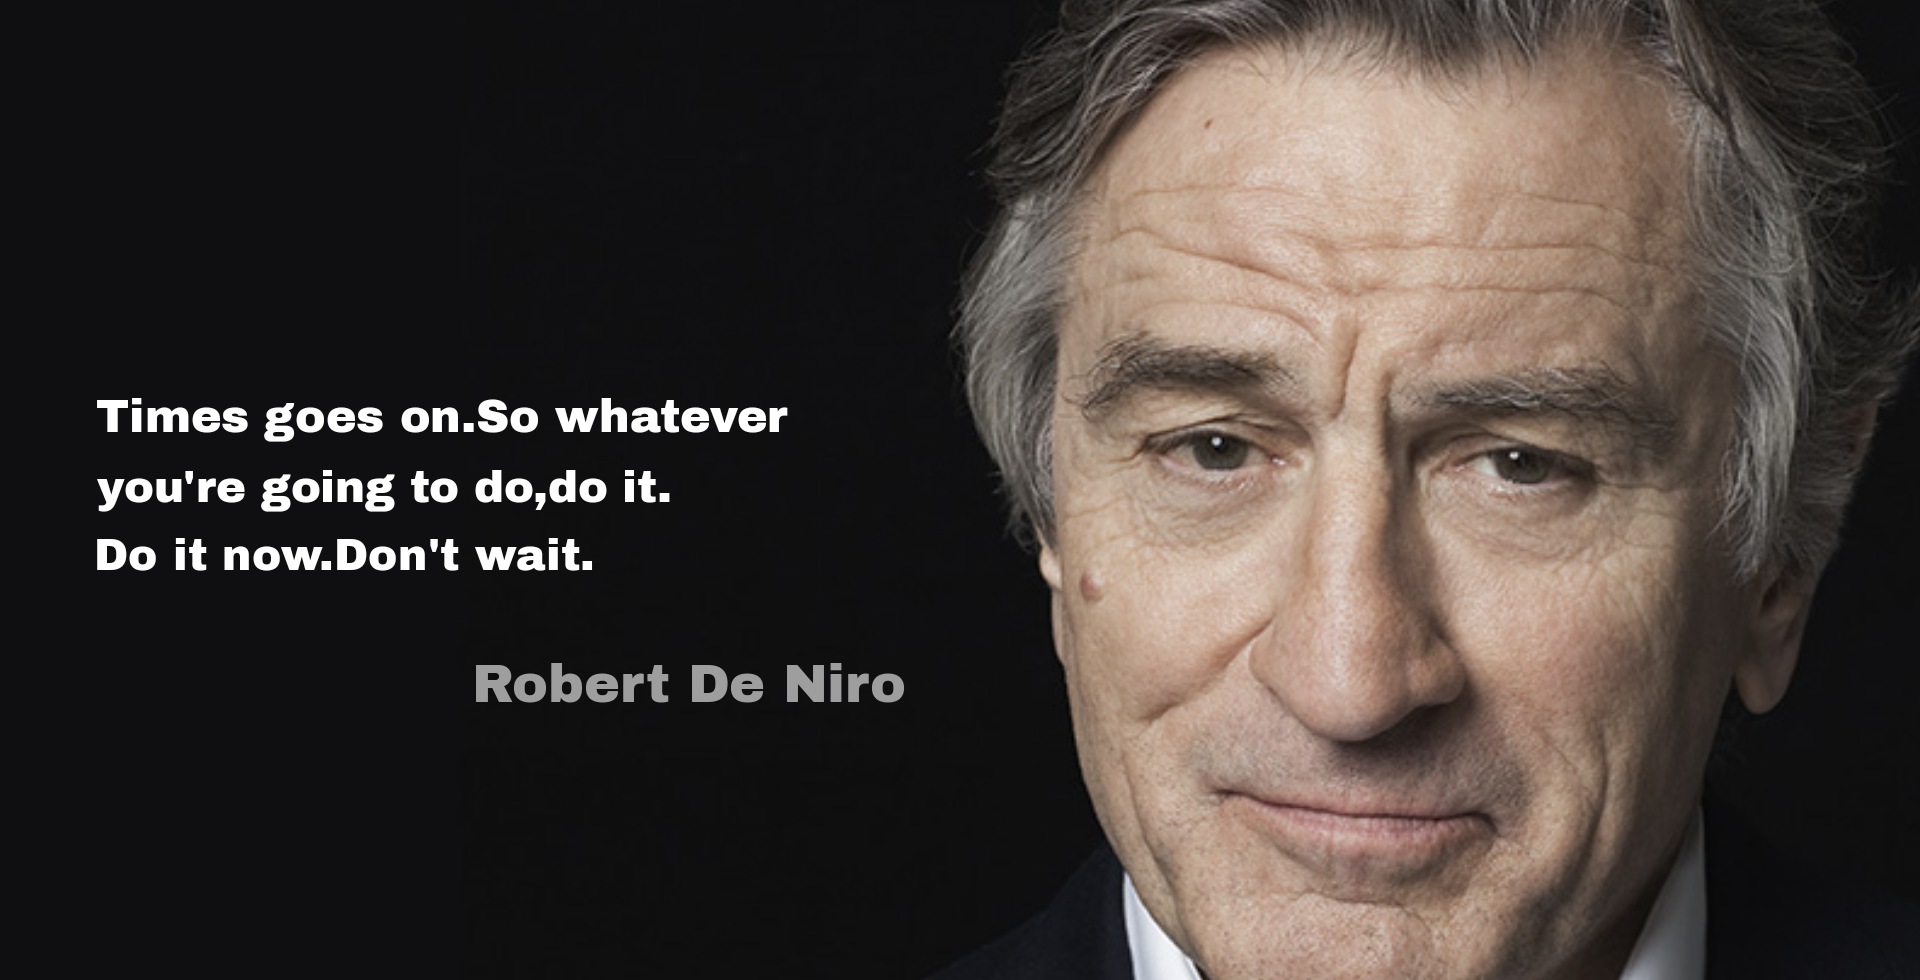 Times goes on.So whatever
you're going to do,do it.
Do it now.Don't wait.
Robert De Niro